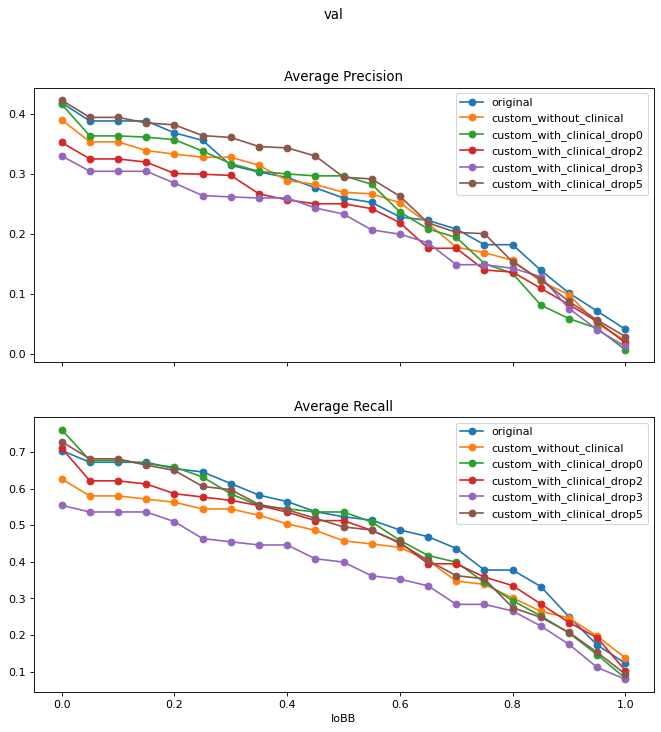 val
Average Precision
original
custom_without_clinical
custom_with_clinical_drop0
custom_with_clinical_drop2
custom_with_clinical_drop3
custom_with_clinical_drop5
0.4
0.3
0.2
0.1
0.0
Average Recall
original
custom_without_clinical
custom_with_clinical_drop0
custom_with_clinical_drop2
custom_with_clinical_drop3
custom_with_clinical_drop5
0.7
0.6
0.5
0.4
0.3
0.2
0.1
0.0 0.2 0.4 0.6 0.8 1.0
IoBB